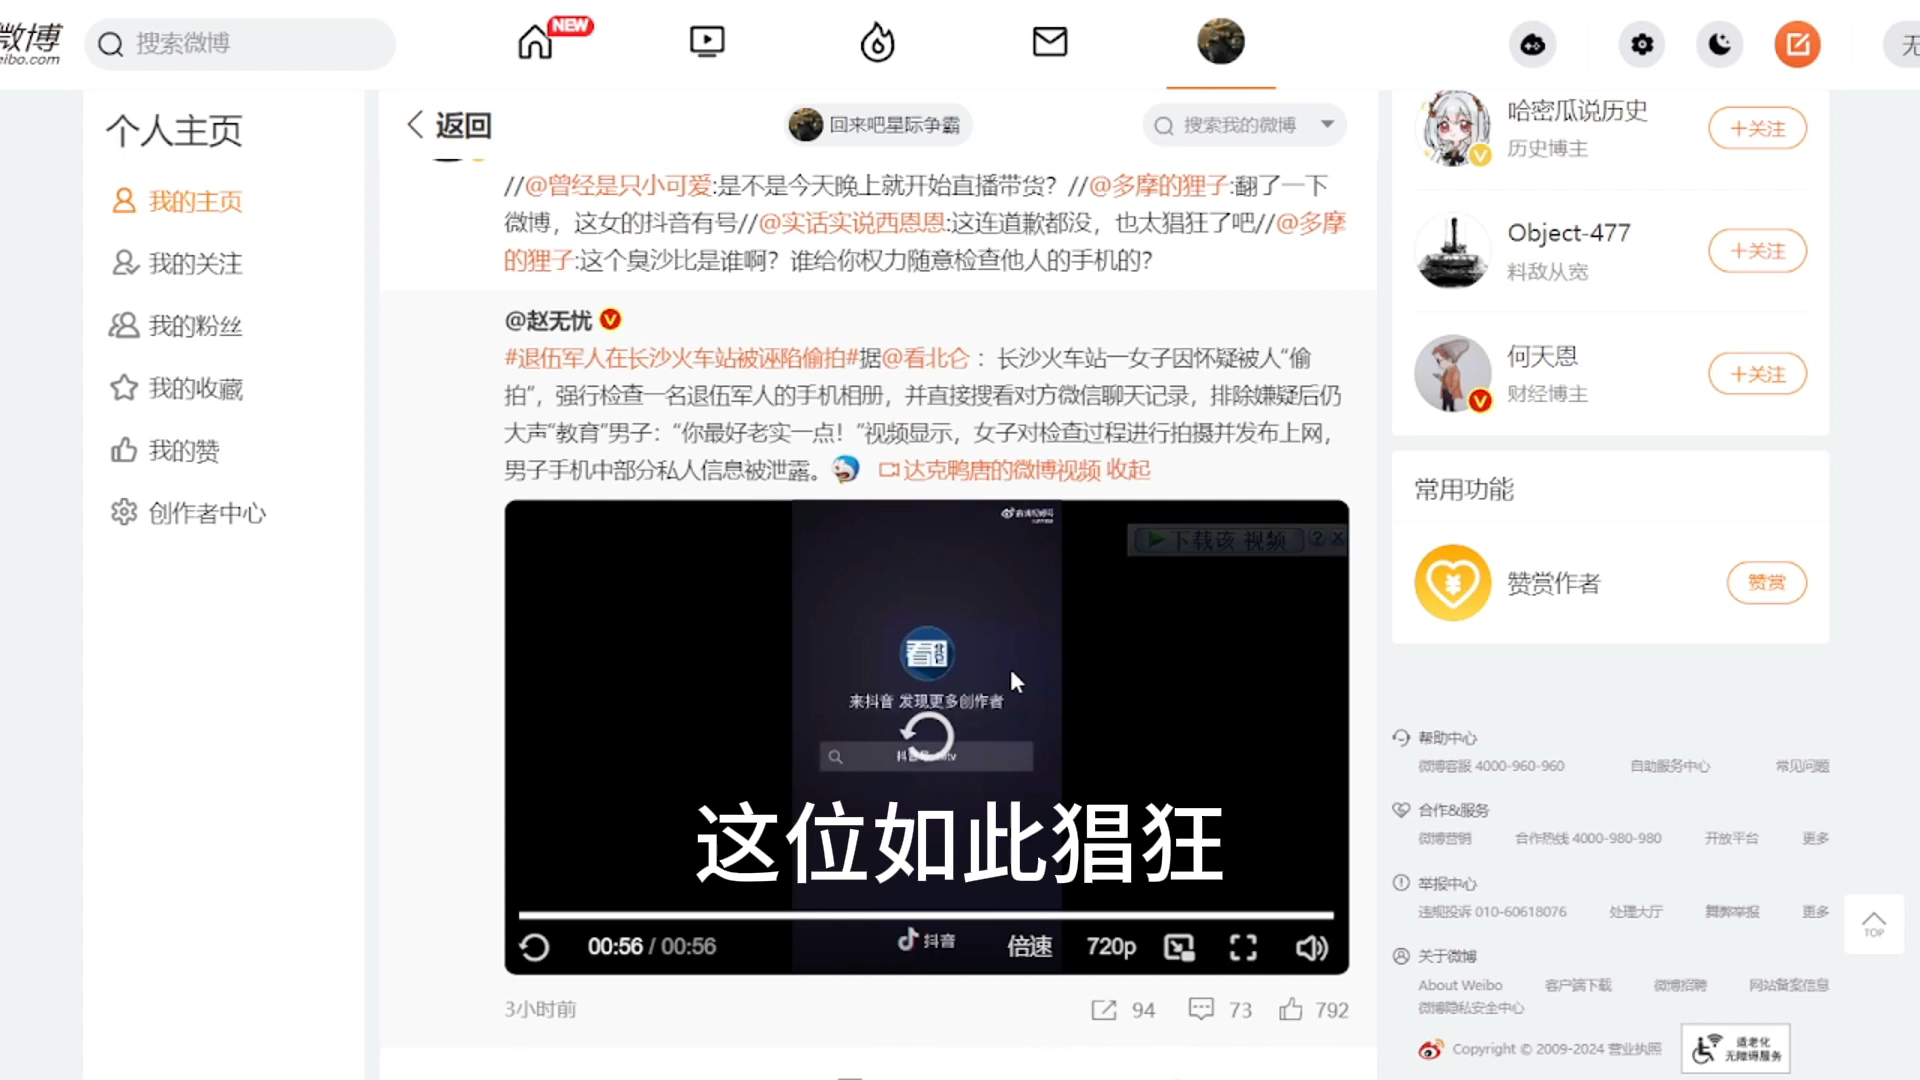 微博
eibo.com
搜索微博
NEW
无
个人主页
我的主页
我的关注
我的粉丝
我的收藏
我的赞
创作者中心
返回
回来吧星际争霸
搜索我的微博
//@曾经是只小可爱:是不是今天晚上就开始直播带货？//@多摩的狸子:翻了一下
微博，这女的抖音有号//@实话实说西恩恩:这连道歉都没，也太猖狂了吧//@多摩
的狸子:这个臭沙比是谁啊？谁给你权力随意检查他人的手机的？
@赵无忧
#退伍军人在长沙火车站被诬陷偷拍#据@看北仑 ：长沙火车站一女子因怀疑被人“偷
拍”，强行检查一名退伍军人的手机相册，并直接搜看对方微信聊天记录，排除嫌疑后仍
大声“教育”男子：“你最好老实一点！”视频显示，女子对检查过程进行拍摄并发布上网，
男子手机中部分私人信息被泄露。 达克鸭唐的微博视频 收起
下载该 视频 ? X
来抖音 发现更多创作者
这位如此猖狂
00:56 / 00:56
抖音
倍速
720p
3小时前
94
73
792
哈密瓜说历史
历史博主
+关注
Object-477
料敌从宽
+关注
何天恩
财经博主
+关注
常用功能
赞赏作者
赞赏
帮助中心
微博客服 4000-960-960 自助服务中心 常见问题
合作&服务
微博营销 合作热线 4000-980-980 开放平台 更多
举报中心
违规投诉 010-60618076 处理大厅 舞弊举报 更多
关于微博
About Weibo 客户端下载 微博招聘 网站备案信息
微博隐私安全中心
Copyright © 2009-2024 营业执照
适老化
无障碍服务
TOP